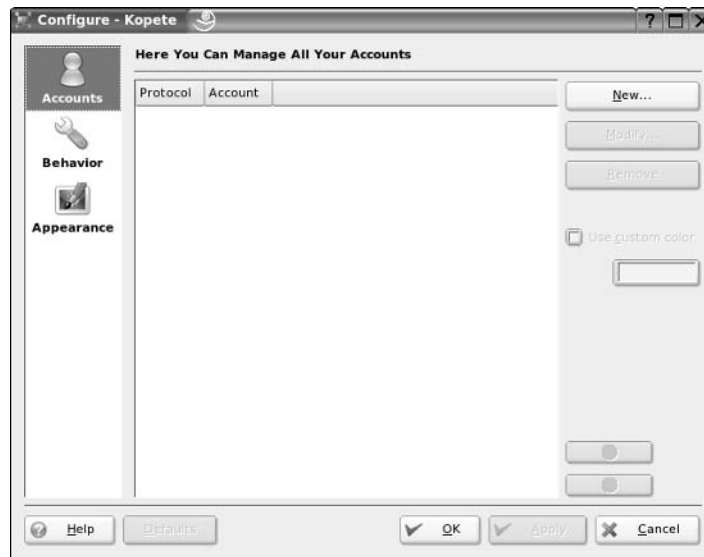 Configure - Kopete
Here You Can Manage All Your Accounts
Accounts
Behavior
Appearance
Protocol Account
New...
Modify...
Remove
Use custom color
Help
Defaults
OK
Apply
Cancel